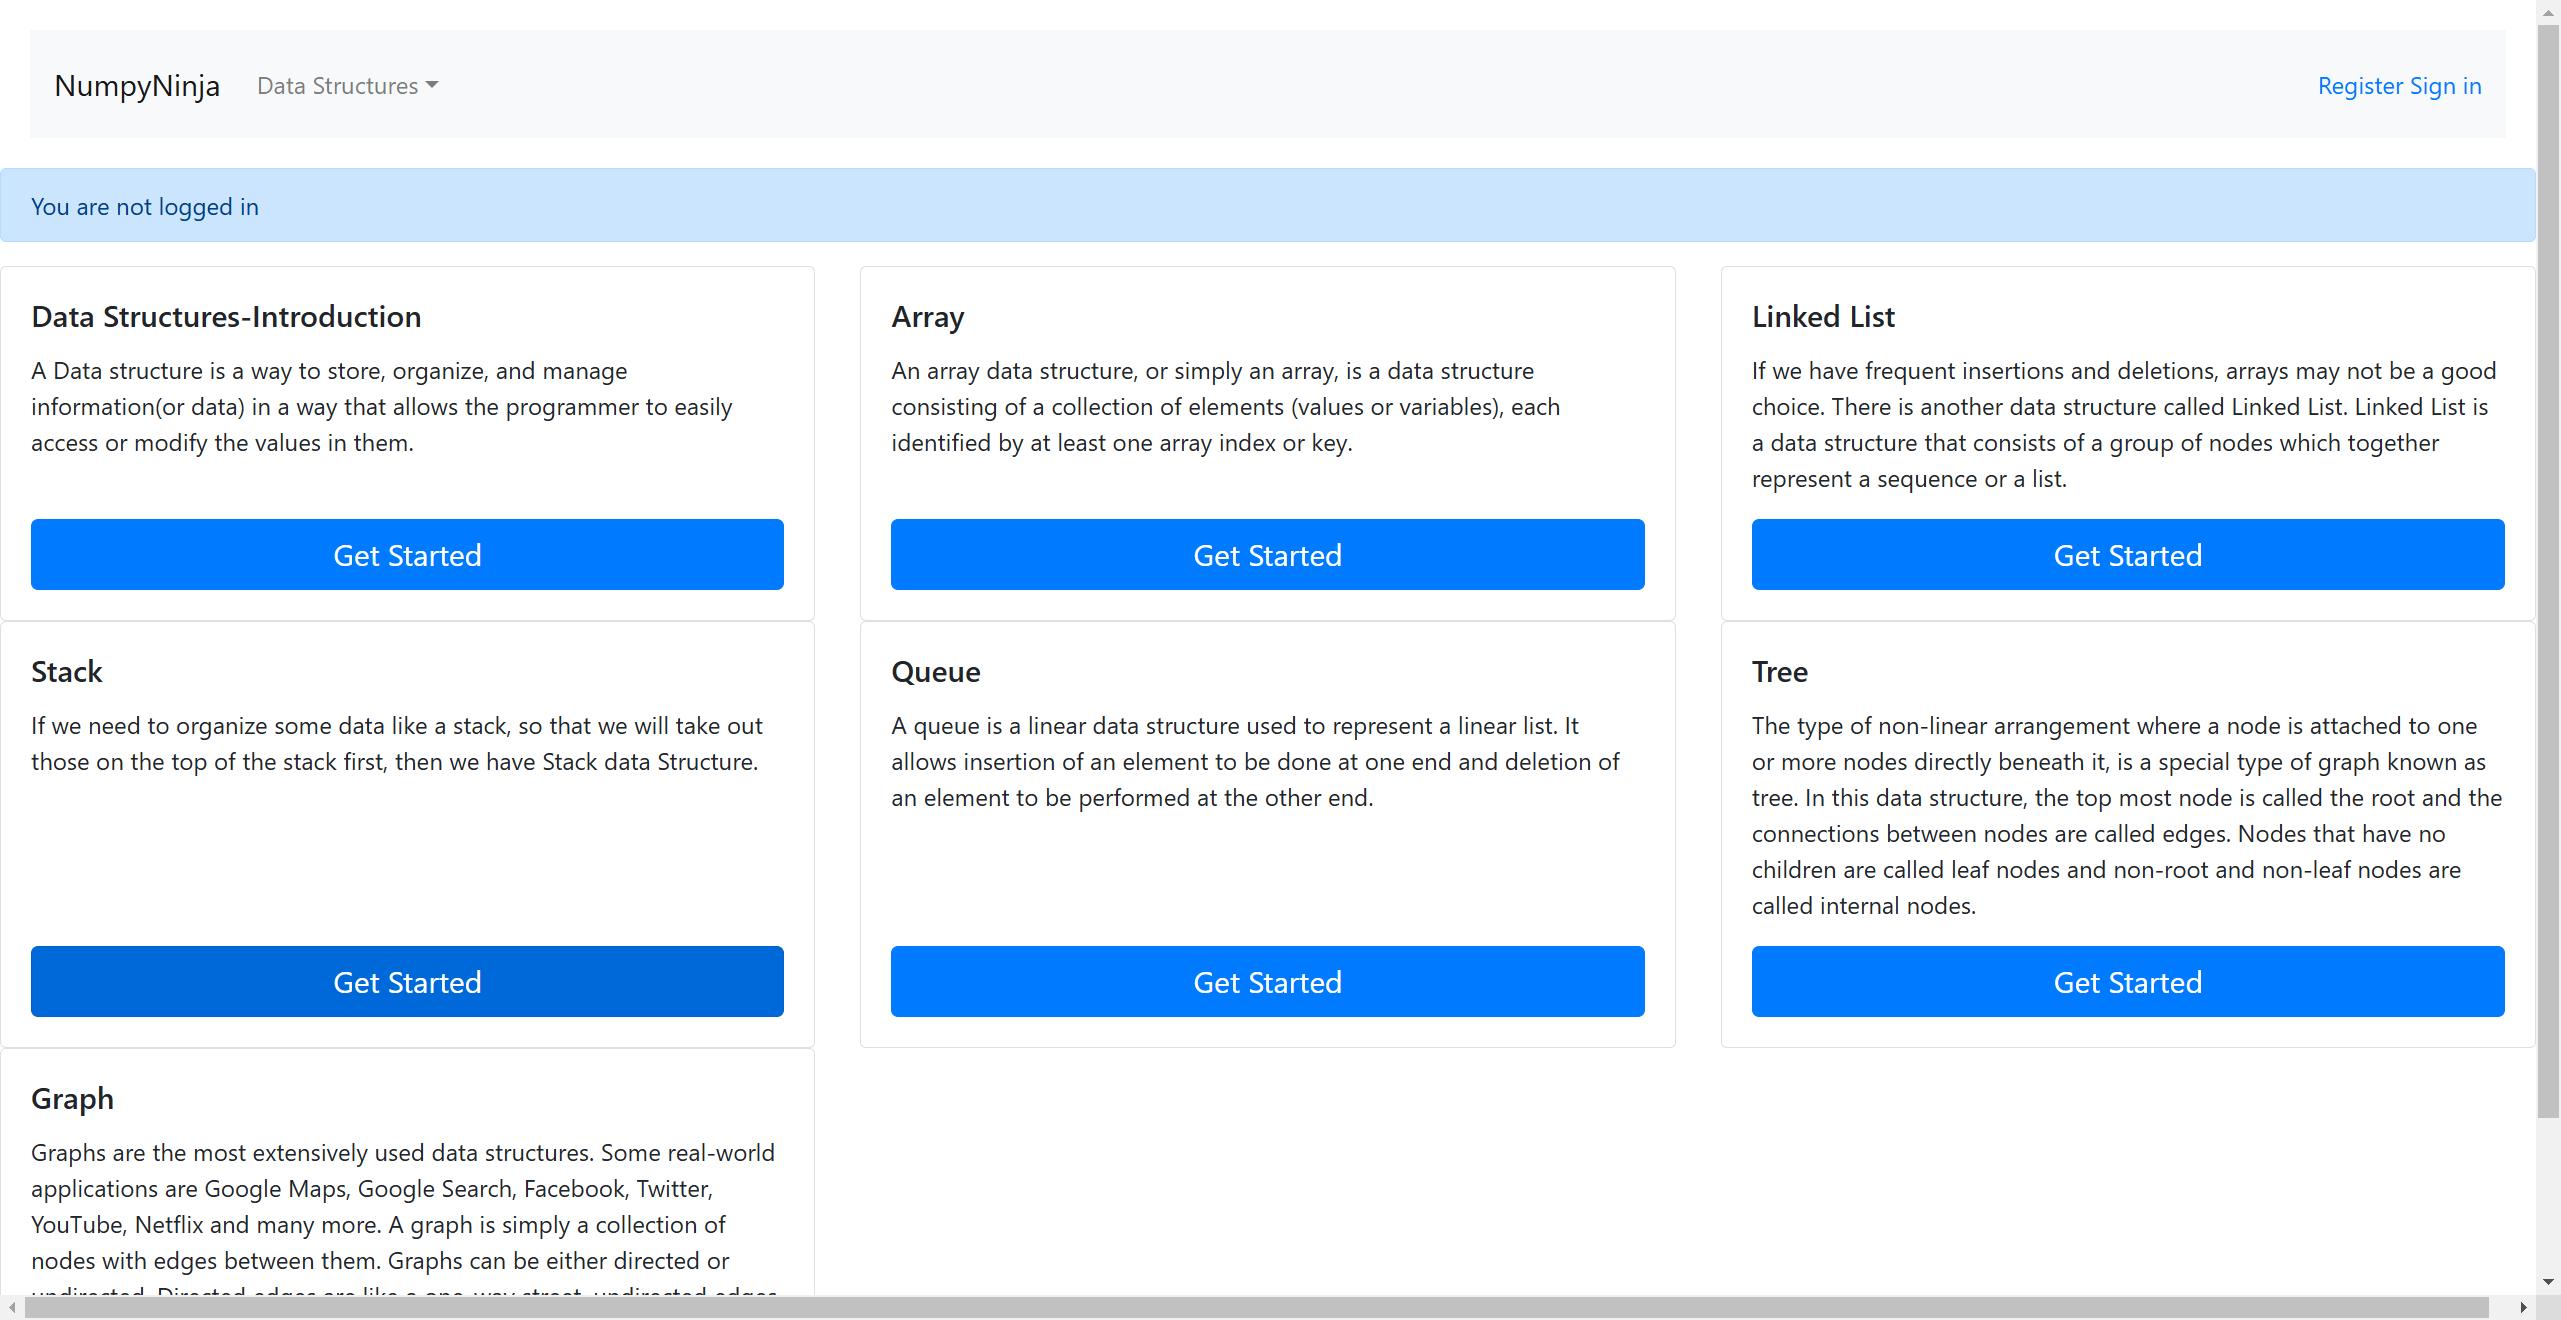 NumpyNinja
Data Structures
Register Sign in
You are not logged in
Data Structures-Introduction
A Data structure is a way to store, organize, and manage
information(or data) in a way that allows the programmer to easily
access or modify the values in them.
Get Started
Array
An array data structure, or simply an array, is a data structure
consisting of a collection of elements (values or variables), each
identified by at least one array index or key.
Get Started
Linked List
If we have frequent insertions and deletions, arrays may not be a good
choice. There is another data structure called Linked List. Linked List is
a data structure that consists of a group of nodes which together
represent a sequence or a list.
Get Started
Stack
If we need to organize some data like a stack, so that we will take out
those on the top of the stack first, then we have Stack data Structure.
Get Started
Queue
A queue is a linear data structure used to represent a linear list. It
allows insertion of an element to be done at one end and deletion of
an element to be performed at the other end.
Get Started
Tree
The type of non-linear arrangement where a node is attached to one
or more nodes directly beneath it, is a special type of graph known as
tree. In this data structure, the top most node is called the root and the
connections between nodes are called edges. Nodes that have no
children are called leaf nodes and non-root and non-leaf nodes are
called internal nodes.
Get Started
Graph
Graphs are the most extensively used data structures. Some real-world
applications are Google Maps, Google Search, Facebook, Twitter,
YouTube, Netflix and many more. A graph is simply a collection of
nodes with edges between them. Graphs can be either directed or
undirected. Directed edges are like a one-way street, undirected edges